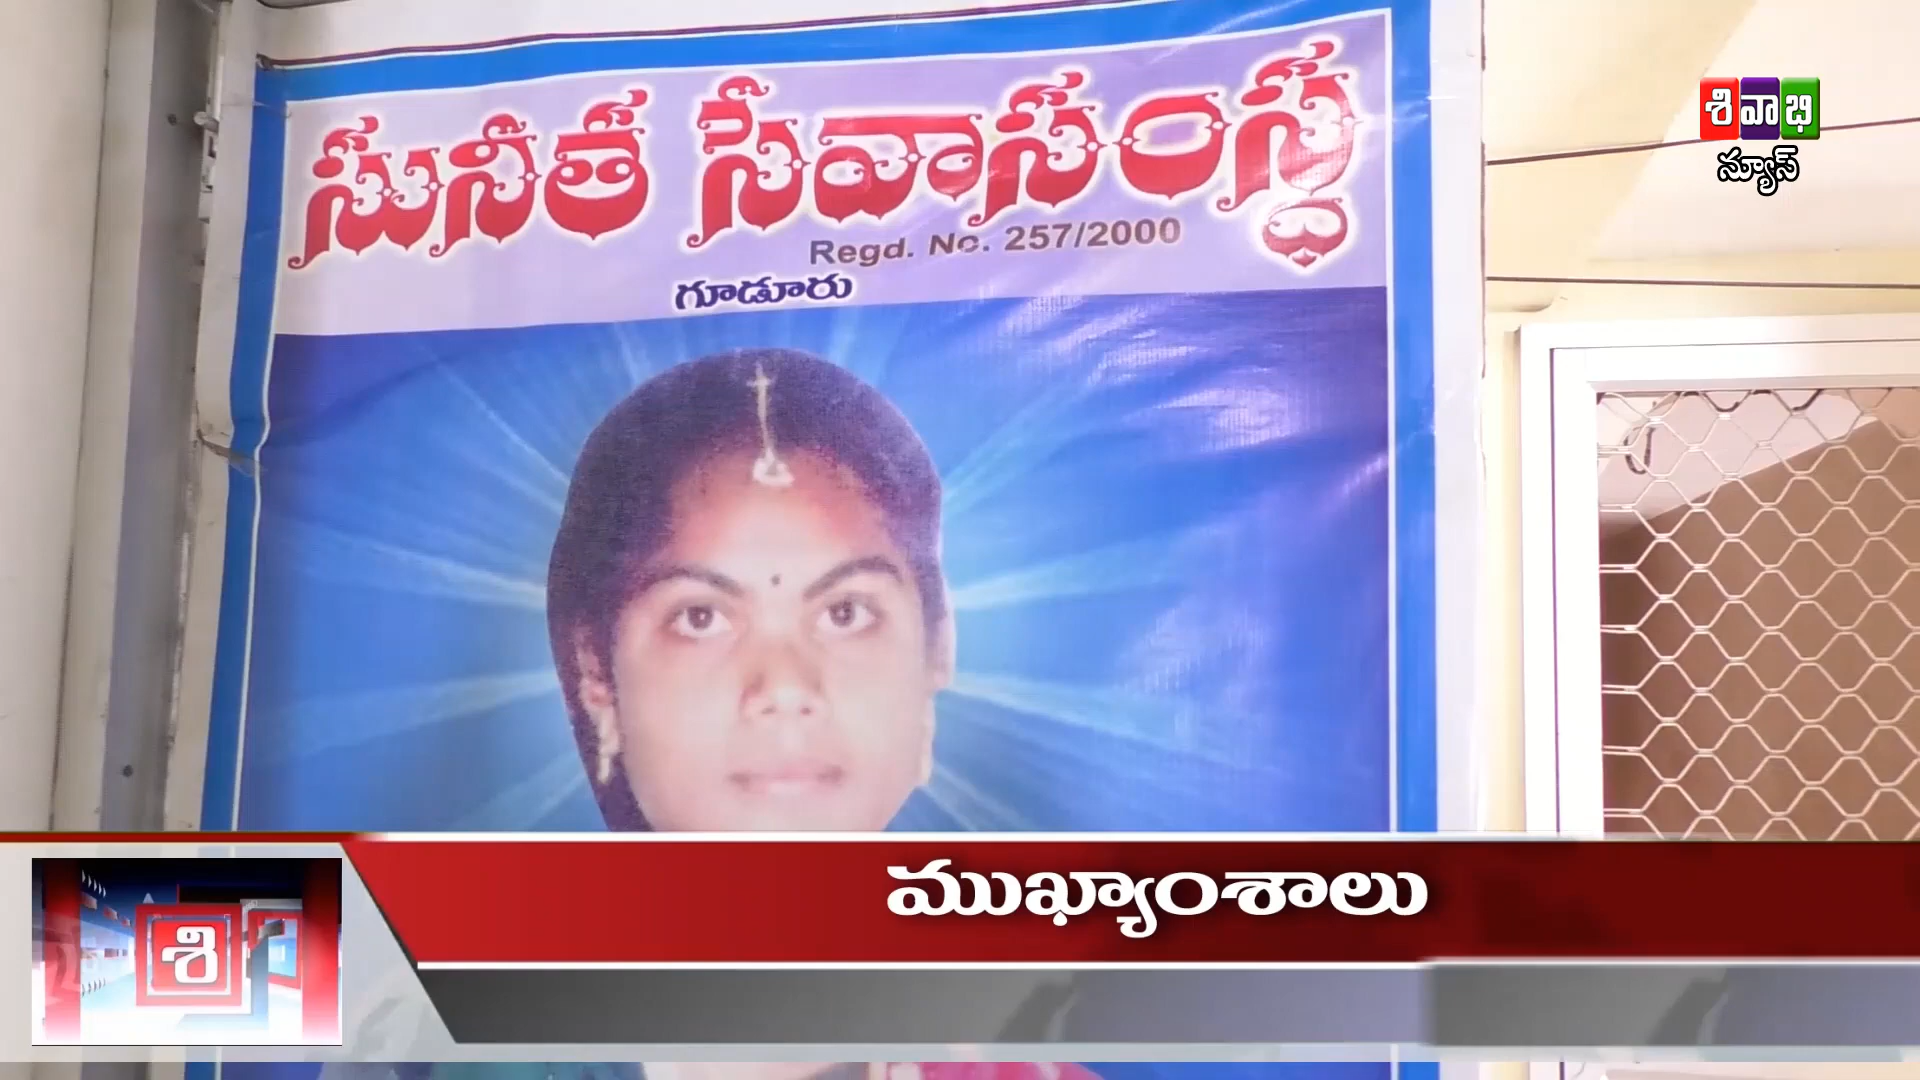 సునీత సేవాసంస్థ
Regd. No. 257/2000
గూడూరు
శివాభి
న్యూస్
ముఖ్యాంశాలు
శి